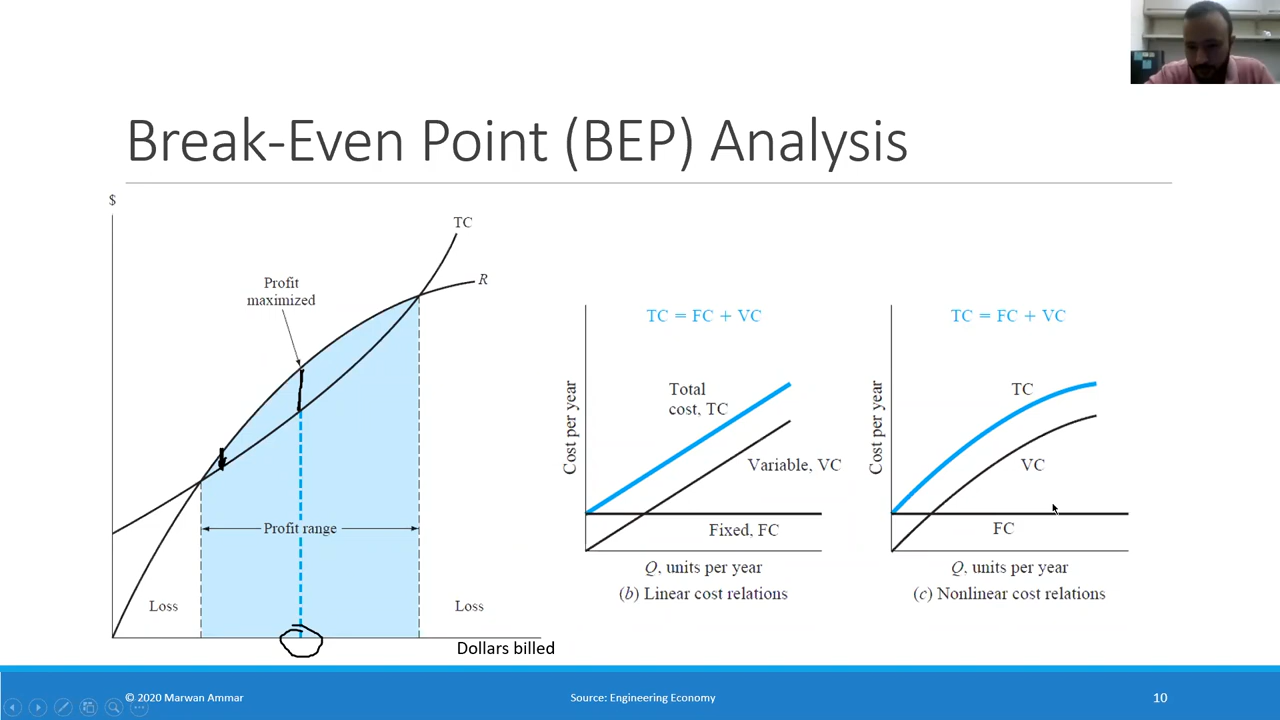 Break-Even Point (BEP) Analysis
$
TC
R
Profit
maximized
Profit range
Loss
Loss
Dollars billed
TC = FC + VC
Cost per year
Total
cost, TC
Variable, VC
Fixed, FC
Q, units per year
(b) Linear cost relations
TC = FC + VC
Cost per year
TC
VC
FC
Q, units per year
(c) Nonlinear cost relations
© 2020 Marwan Ammar
Source: Engineering Economy
10